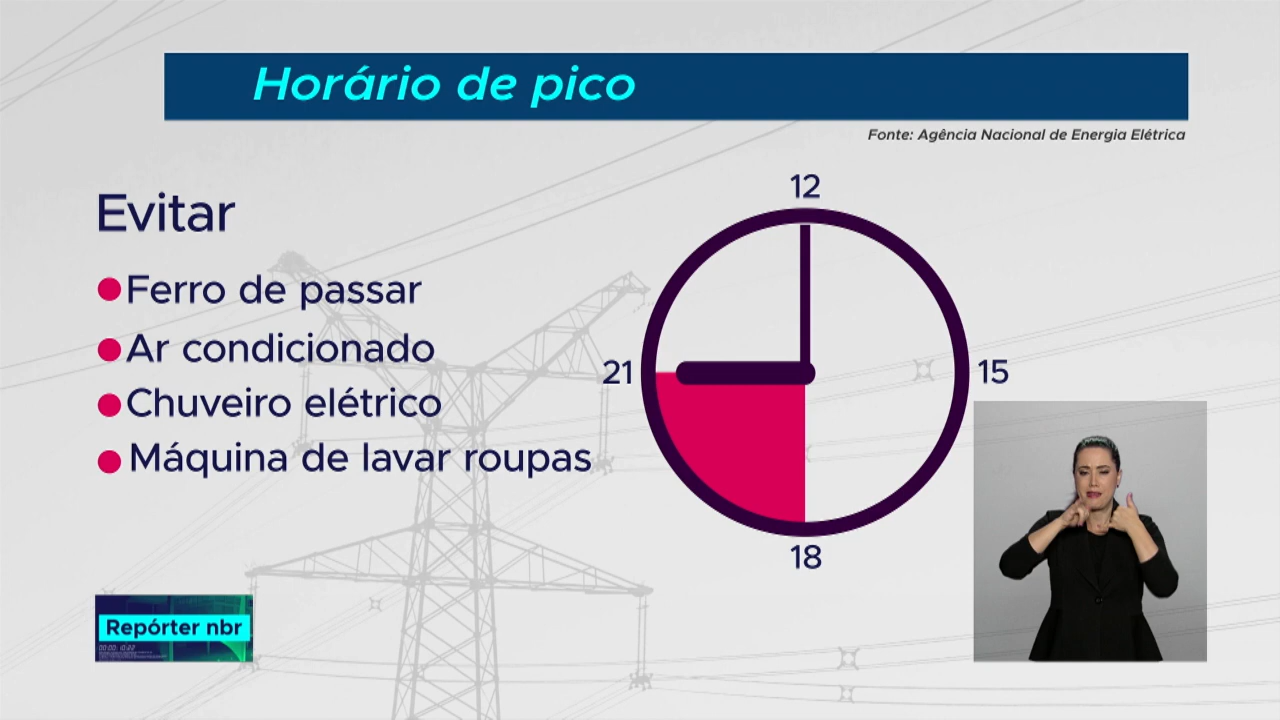 Horário de pico
Fonte: Agência Nacional de Energia Elétrica
Evitar
Ferro de passar
Ar condicionado
Chuveiro elétrico
Máquina de lavar roupas
12
21
15
18
Repórter nbr